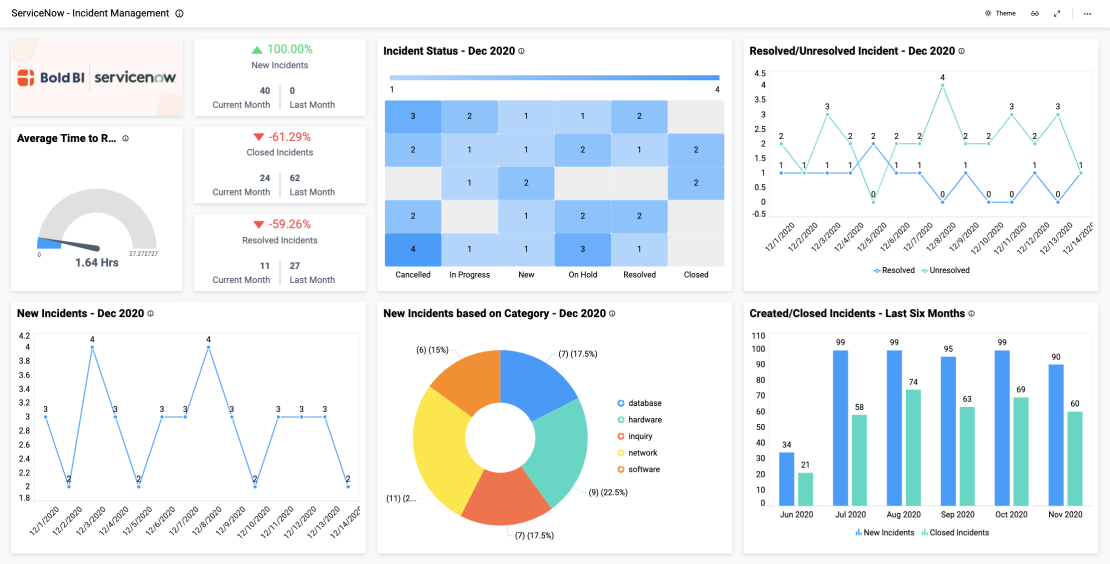 ServiceNow - Incident Management
Theme
Bold BI servicenow
100.00%
New Incidents
40 0
Current Month Last Month
Average Time to R...
0
27.272727
1.64 Hrs
-61.29%
Closed Incidents
24 62
Current Month Last Month
-59.26%
Resolved Incidents
11 27
Current Month Last Month
Incident Status - Dec 2020
1 4
3 2 1 1 2
2 1 1 2 1 2
1 2 2
2 1 2 2
4 1 1 3 1
Cancelled In Progress New On Hold Resolved Closed
Resolved/Unresolved Incident - Dec 2020
4.5
4
3.5
3
2.5
2
1.5
1
0.5
0
-0.5
2 1 3 2 0 2 2 4 2 2 3 2 3 1
1 1 1 1 2 1 1 0 1 0 0 1 0
12/1/2020 12/2/2020 12/3/2020 12/4/2020 12/5/2020 12/6/2020 12/7/2020 12/8/2020 12/9/2020 12/10/2020 12/11/2020 12/12/2020 12/13/2020 12/14/202
Resolved Unresolved
New Incidents - Dec 2020
4.2
4
3.8
3.6
3.4
3.2
3
2.8
2.6
2.4
2.2
2
1.8
3 2 4 3 2 3 3 4 3 2 3 3 3 2
12/1/2020 12/2/2020 12/3/2020 12/4/2020 12/5/2020 12/6/2020 12/7/2020 12/8/2020 12/9/2020 12/10/2020 12/11/2020 12/12/2020 12/13/2020 12/14/202
New Incidents based on Category - Dec 2020
(6) (15%)
(7) (17.5%)
(11) (2...
(9) (22.5%)
(7) (17.5%)
database
hardware
inquiry
network
software
Created/Closed Incidents - Last Six Months
110
100
90
80
70
60
50
40
30
20
10
0
34 21 99 58 99 74 95 63 99 69 90 60
Jun 2020 Jul 2020 Aug 2020 Sep 2020 Oct 2020 Nov 2020
New Incidents Closed Incidents